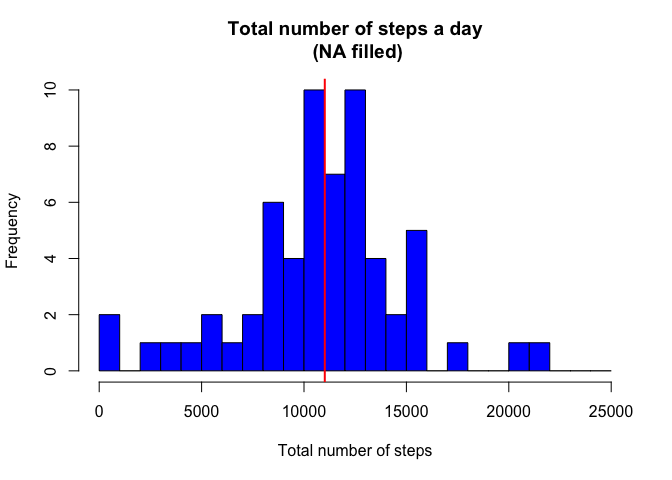 Total number of steps a day
(NA filled)
Frequency
10
8
6
4
2
0
0 5000 10000 15000 20000 25000
Total number of steps